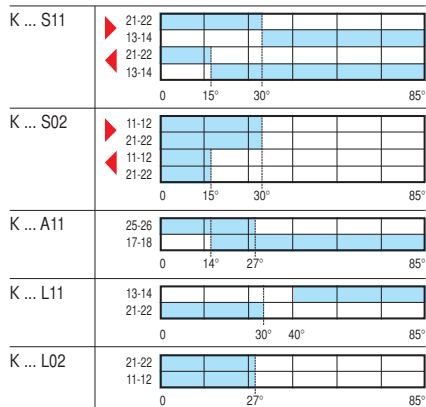 K ... S11
21-22
13-14
21-22
13-14
0 15° 30° 85°
K ... S02
11-12
21-22
11-12
21-22
0 15° 30° 85°
K ... A11
25-26
17-18
0 14° 27° 85°
K ... L11
13-14
21-22
0 30° 40° 85°
K ... L02
21-22
11-12
0 27° 85°